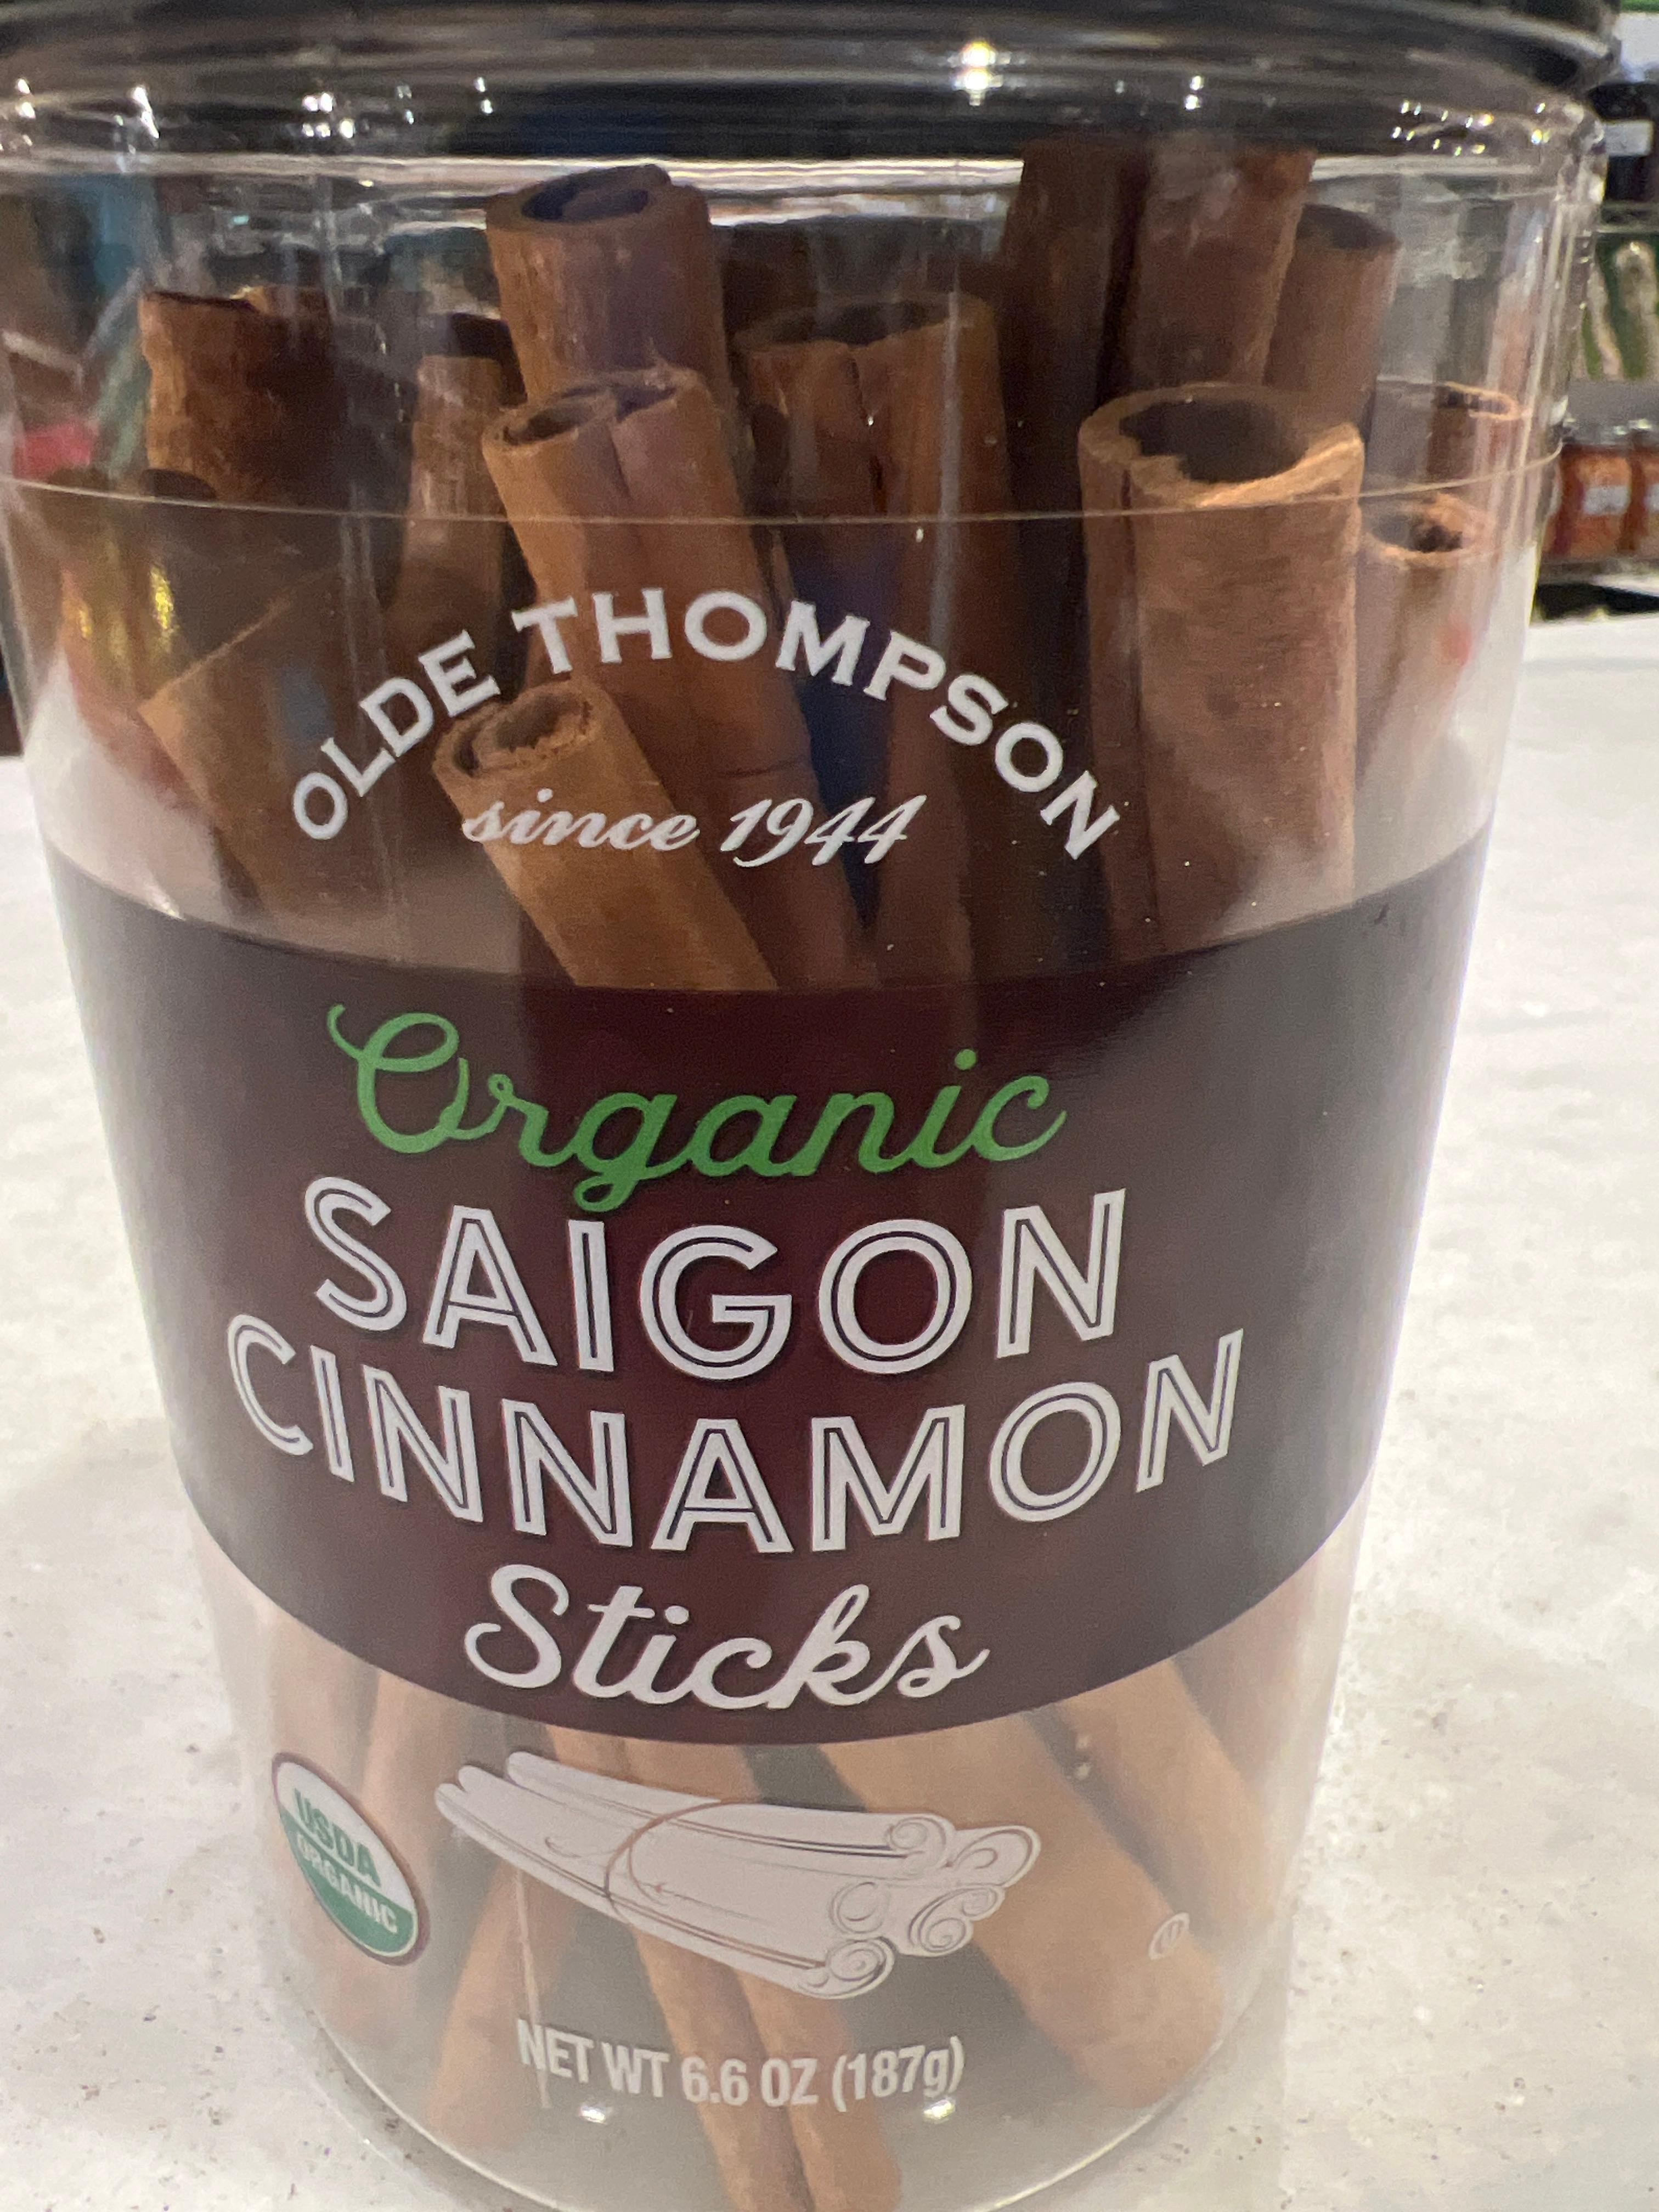 OLDE THOMPSON
since 1944
Organic
SAIGON
CINNAMON
Sticks
USDA
ORGANIC
NET WT 6.6 OZ (187g)